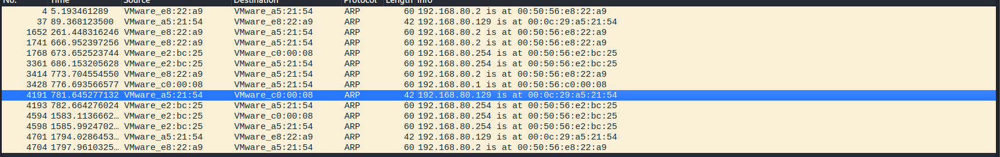 No. Time Source Destination Protocol Length Info
4 5.193461289 VMware_e8:22:a9 VMware_a5:21:54 ARP 60 192.168.80.2 is at 00:50:56:e8:22:a9
37 89.368123500 VMware_a5:21:54 VMware_e8:22:a9 ARP 42 192.168.80.129 is at 00:0c:29:a5:21:54
1652 261.448316246 VMware_e8:22:a9 VMware_a5:21:54 ARP 60 192.168.80.2 is at 00:50:56:e8:22:a9
1741 666.952397256 VMware_e8:22:a9 VMware_a5:21:54 ARP 60 192.168.80.2 is at 00:50:56:e8:22:a9
1768 673.652523744 VMware_e2:bc:25 VMware_c0:00:08 ARP 60 192.168.80.254 is at 00:50:56:e2:bc:25
3361 686.153205628 VMware_e2:bc:25 VMware_a5:21:54 ARP 60 192.168.80.254 is at 00:50:56:e2:bc:25
3414 773.704554550 VMware_e8:22:a9 VMware_a5:21:54 ARP 60 192.168.80.2 is at 00:50:56:e8:22:a9
3428 776.693566577 VMware_c0:00:08 VMware_a5:21:54 ARP 60 192.168.80.1 is at 00:50:56:c0:00:08
4191 781.645277132 VMware_a5:21:54 VMware_c0:00:08 ARP 42 192.168.80.129 is at 00:0c:29:a5:21:54
4193 782.664276024 VMware_e2:bc:25 VMware_a5:21:54 ARP 60 192.168.80.254 is at 00:50:56:e2:bc:25
4594 1583.1136662… VMware_e2:bc:25 VMware_c0:00:08 ARP 60 192.168.80.254 is at 00:50:56:e2:bc:25
4598 1585.9924702… VMware_e2:bc:25 VMware_a5:21:54 ARP 60 192.168.80.254 is at 00:50:56:e2:bc:25
4701 1794.0286453… VMware_a5:21:54 VMware_e8:22:a9 ARP 42 192.168.80.129 is at 00:0c:29:a5:21:54
4704 1797.9610325… VMware_e8:22:a9 VMware_a5:21:54 ARP 60 192.168.80.2 is at 00:50:56:e8:22:a9